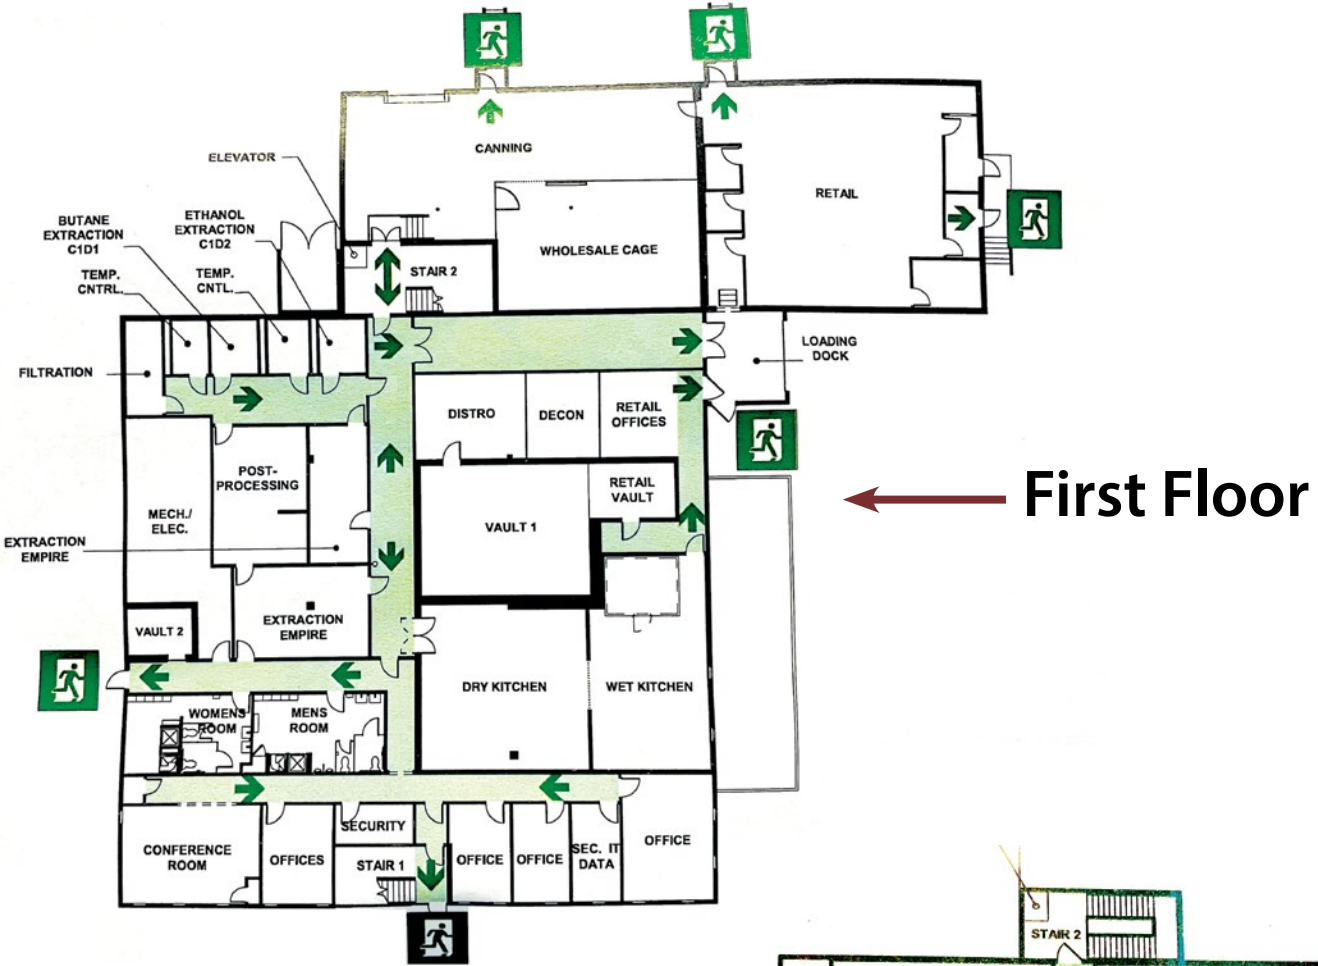 CANNING
ELEVATOR
RETAIL
BUTANE
EXTRACTION
C1D1
ETHANOL
EXTRACTION
C1D2
WHOLESALE CAGE
STAIR 2
TEMP.
CNTRL.
TEMP.
CNTL.
LOADING
DOCK
FILTRATION
DISTRO
DECON
RETAIL
OFFICES
POST-
PROCESSING
RETAIL
VAULT
First Floor
MECH./
ELEC.
VAULT 1
EXTRACTION
EMPIRE
EXTRACTION
EMPIRE
VAULT 2
DRY KITCHEN
WET KITCHEN
WOMENS
ROOM
MENS
ROOM
SECURITY
CONFERENCE
ROOM
OFFICES
STAIR 1
OFFICE
OFFICE
SEC. IT
DATA
OFFICE
STAIR 2